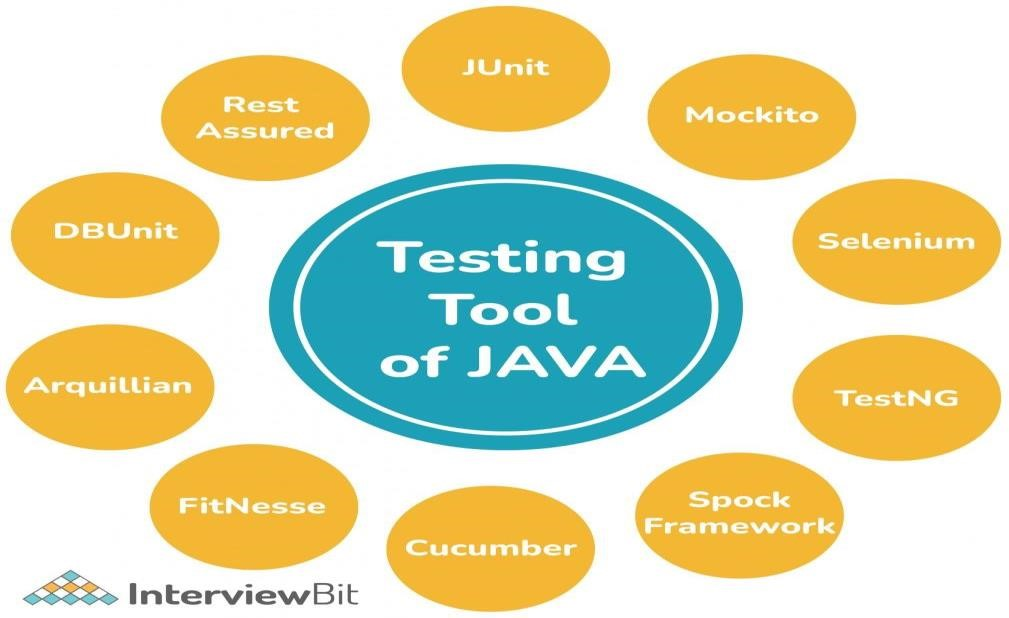 JUnit
Rest
Assured
Mockito
DBUnit
Selenium
Testing
Tool
of JAVA
Arquillian
TestNG
FitNesse
Spock
Framework
Cucumber
InterviewBit